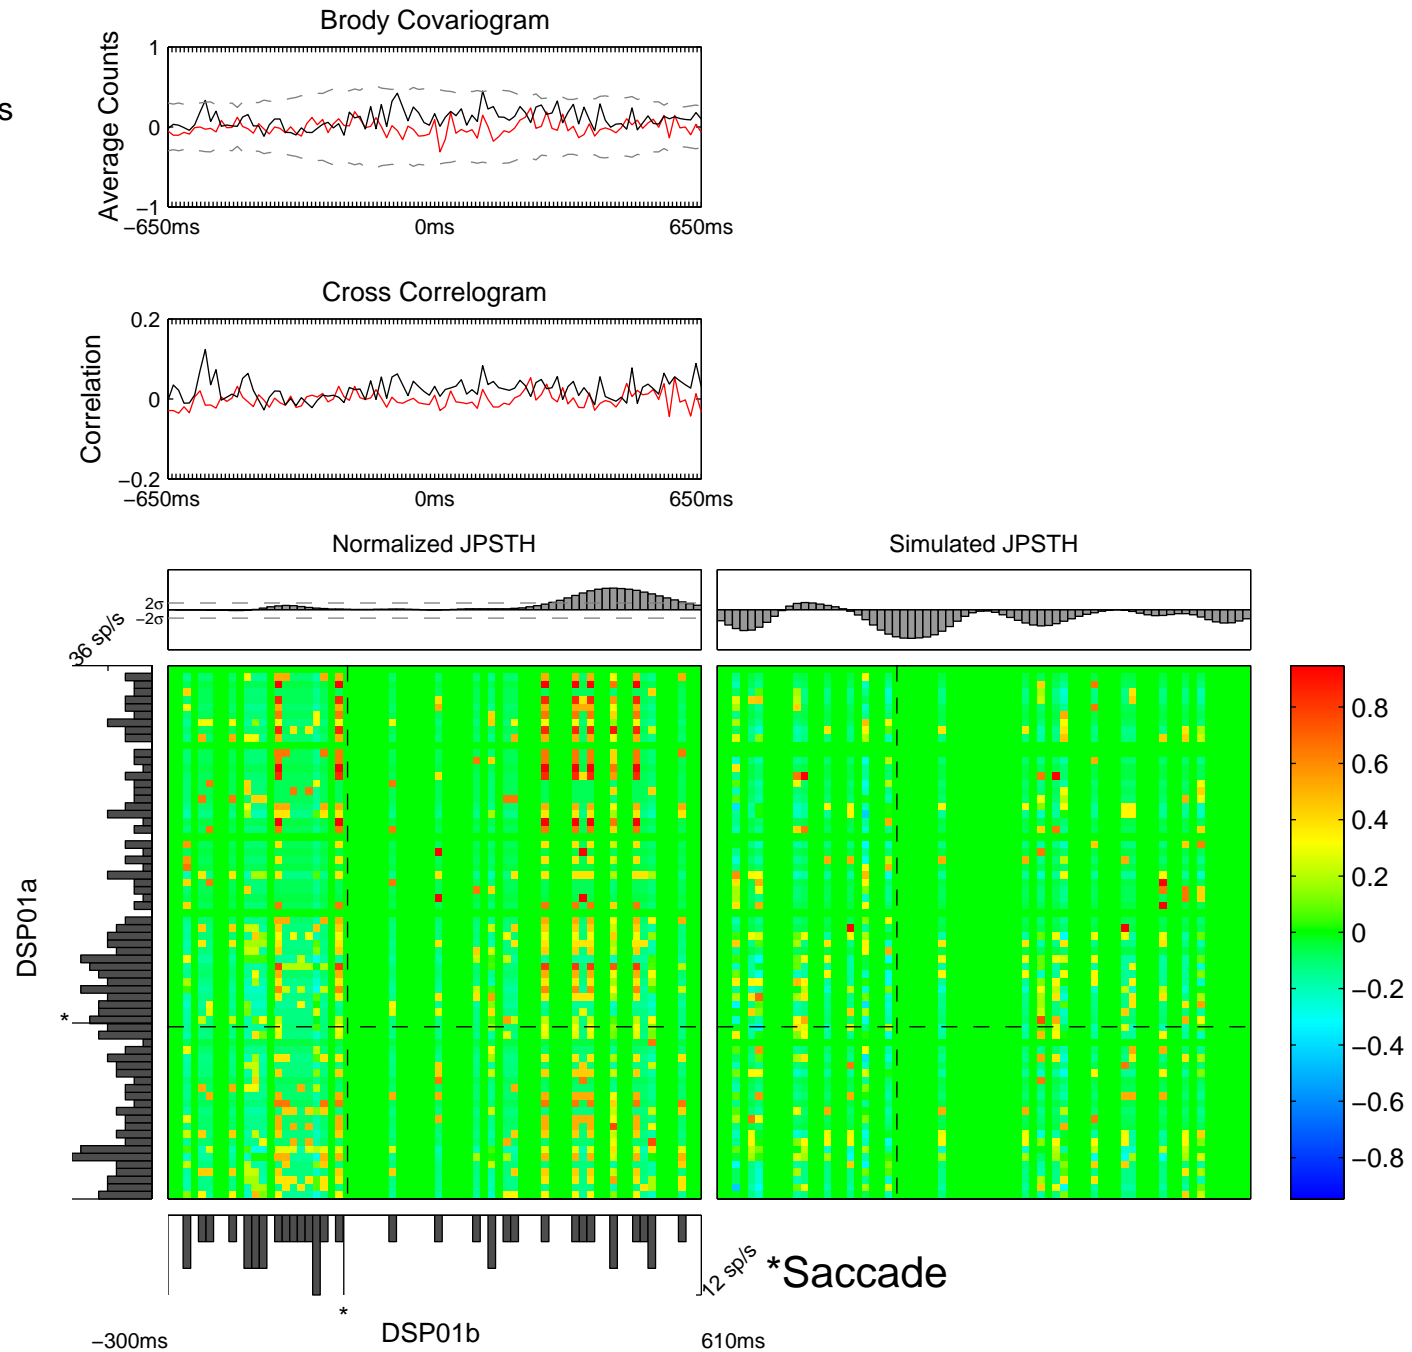 Brody Covariogram
s
Average Counts
1
0
−1
−650ms
0ms
650ms
Cross Correlogram
Correlation
0.2
0
−0.2
−650ms
0ms
650ms
Normalized JPSTH
Simulated JPSTH
2σ
−2σ
36 sp/s
DSP01a
*
0.8
0.6
0.4
0.2
0
−0.2
−0.4
−0.6
−0.8
12 sp/s
*Saccade
*
DSP01b
−300ms
610ms